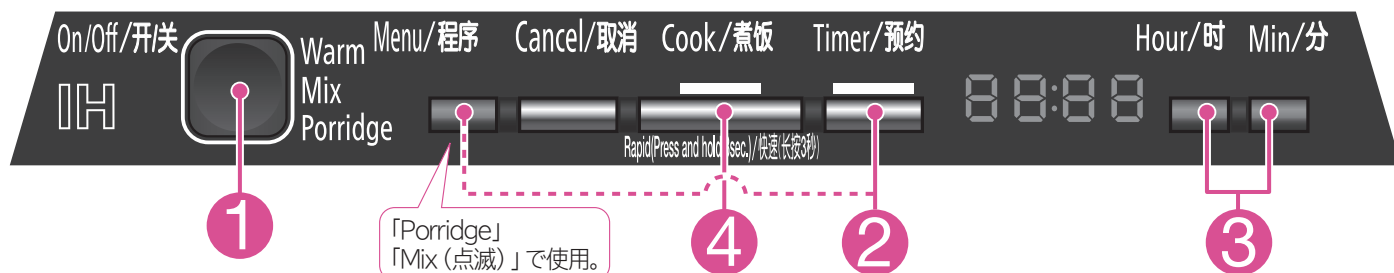 On/Off/开/关
IH
Warm
Mix
Porridge
Menu/程序
Cancel/取消
Cook/煮饭
Timer/预约
88:88
Hour/时
Min/分
Rapid(Press and hold 3sec.)/快速(长按3秒)
「Porridge」
「Mix（点滅）」で使用。
1
4
2
3